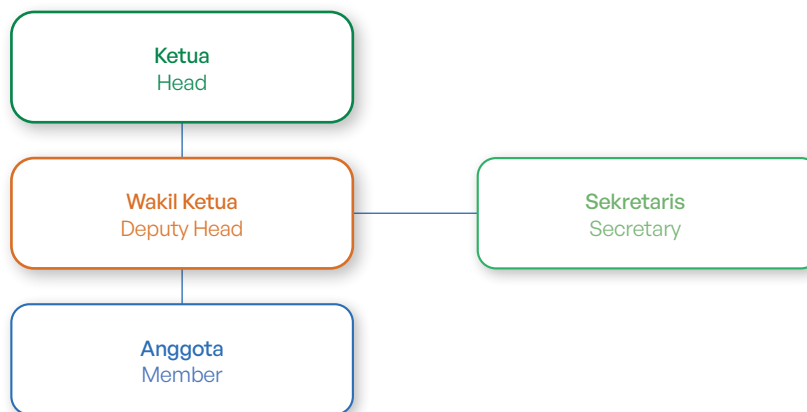 Ketua
Head
Wakil Ketua
Deputy Head
Sekretaris
Secretary
Anggota
Member